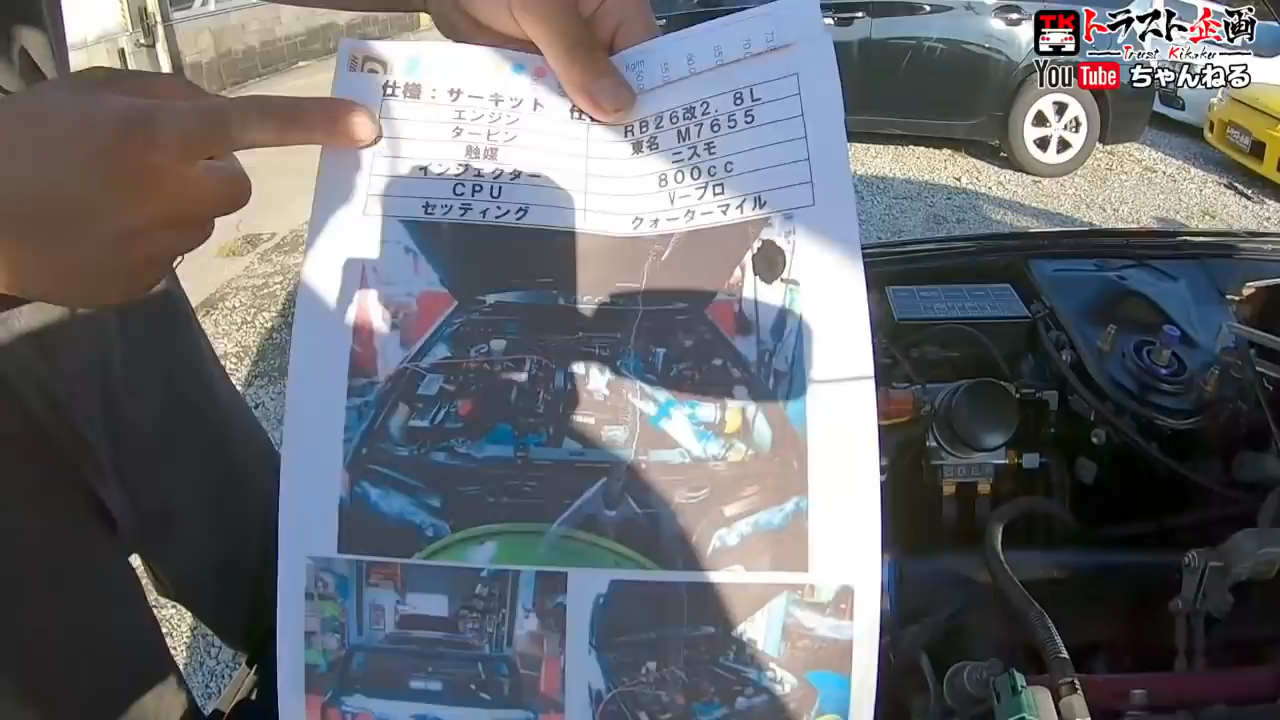 TK トラスト企画
Trust Kikaku
YouTube ちゃんねる
Kg/m
仕様:サーキット 仕
エンジン RB26改2.8L
タービン 東名 M7655
触媒 ニスモ
インジェクター 800cc
CPU V-プロ
セッティング クォーターマイル